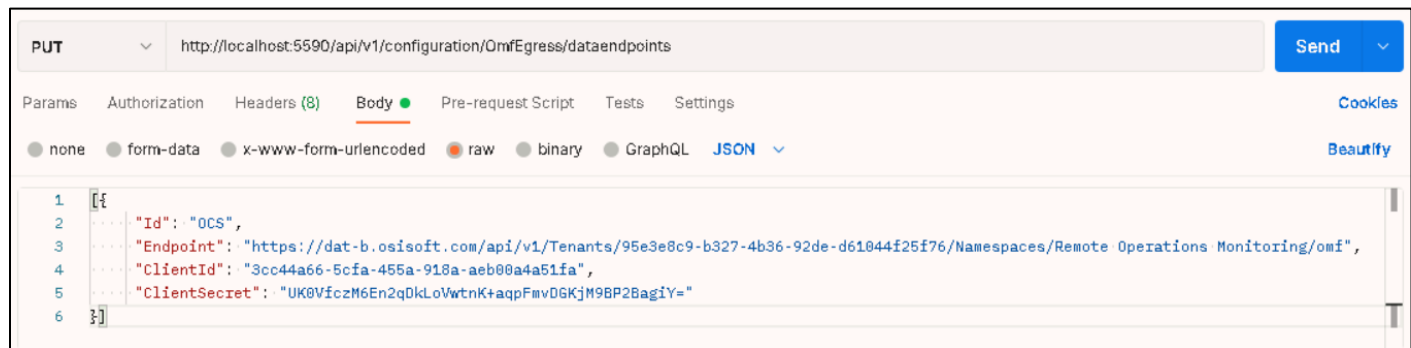 PUT http://localhost:5590/api/v1/configuration/OmfEgress/dataendpoints Send
Params Authorization Headers (8) Body Pre-request Script Tests Settings Cookies
none form-data x-www-form-urlencoded raw binary GraphQL JSON Beautify
1 [{
2 "Id": "OCS",
3 "Endpoint": "https://dat-b.osisoft.com/api/v1/Tenants/95e3e8c9-b327-4b36-92de-d61044f25f76/Namespaces/Remote Operations Monitoring/omf",
4 "ClientId": "3cc44a66-5cfa-455a-918a-aeb00a4a51fa",
5 "ClientSecret": "UK0VfczM6En2qDkLoVwtnK+aqpFmvDGKjM9BP2BagiY="
6 }]